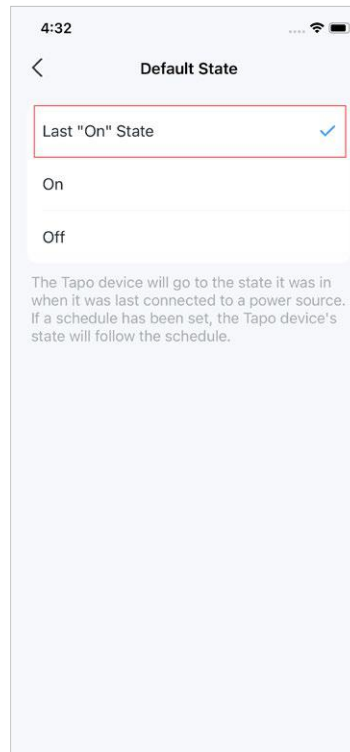 4:32
Default State
Last "On" State
On
Off
The Tapo device will go to the state it was in
when it was last connected to a power source.
If a schedule has been set, the Tapo device's
state will follow the schedule.